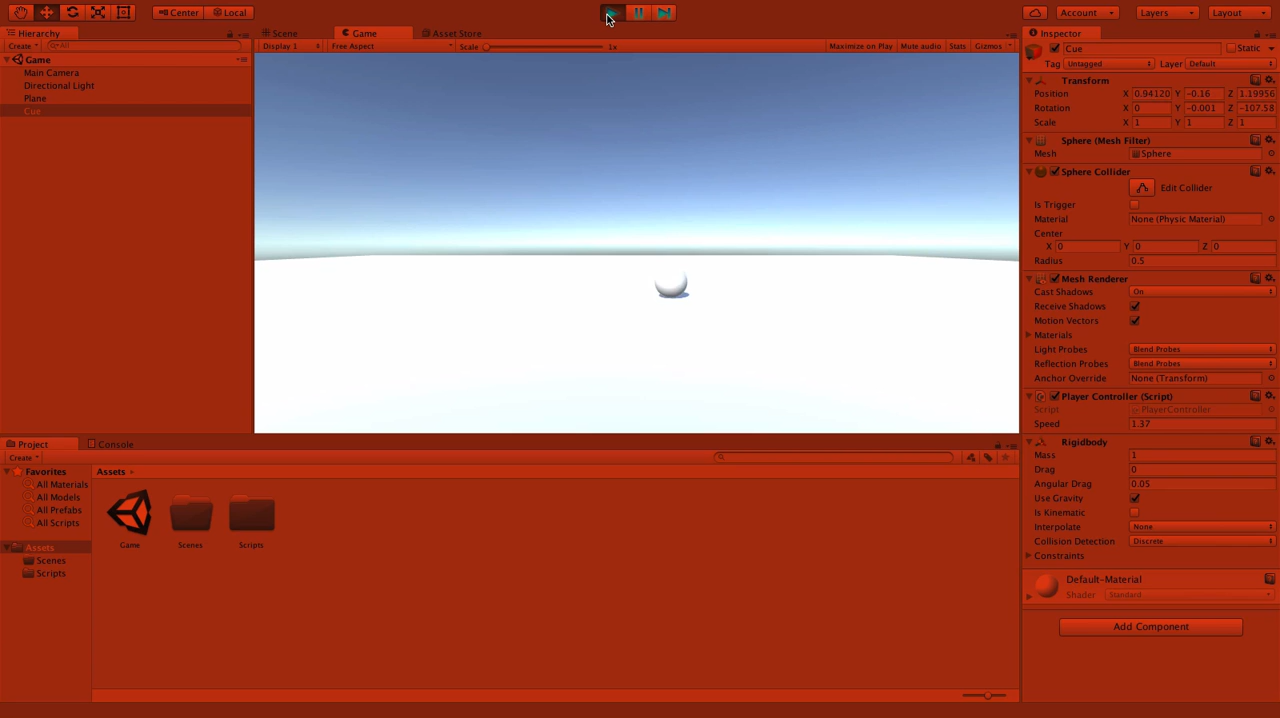 Center Local Account Layers Layout
Hierarchy
Create All
Game
Main Camera
Directional Light
Plane
Cue
Scene Game Asset Store
Display 1 Free Aspect Scale 1x Maximize on Play Mute audio Stats Gizmos
Inspector
Cue Static
Tag Untagged Layer Default
Transform
Position X 0.94120 Y -0.16 Z 1.19956
Rotation X 0 Y -0.001 Z -107.58
Scale X 1 Y 1 Z 1
Sphere (Mesh Filter)
Mesh Sphere
Sphere Collider
Edit Collider
Is Trigger
Material None (Physic Material)
Center
X 0 Y 0 Z 0
Radius 0.5
Mesh Renderer
Cast Shadows On
Receive Shadows
Motion Vectors
Materials
Light Probes Blend Probes
Reflection Probes Blend Probes
Anchor Override None (Transform)
Player Controller (Script)
Script PlayerController
Speed 1.37
Rigidbody
Mass 1
Drag 0
Angular Drag 0.05
Use Gravity
Is Kinematic
Interpolate None
Collision Detection Discrete
Constraints
Default-Material
Shader Standard
Add Component
Project Console
Create
Favorites
All Materials
All Models
All Prefabs
All Scripts
Assets
Scenes
Scripts
Assets
Game Scenes Scripts